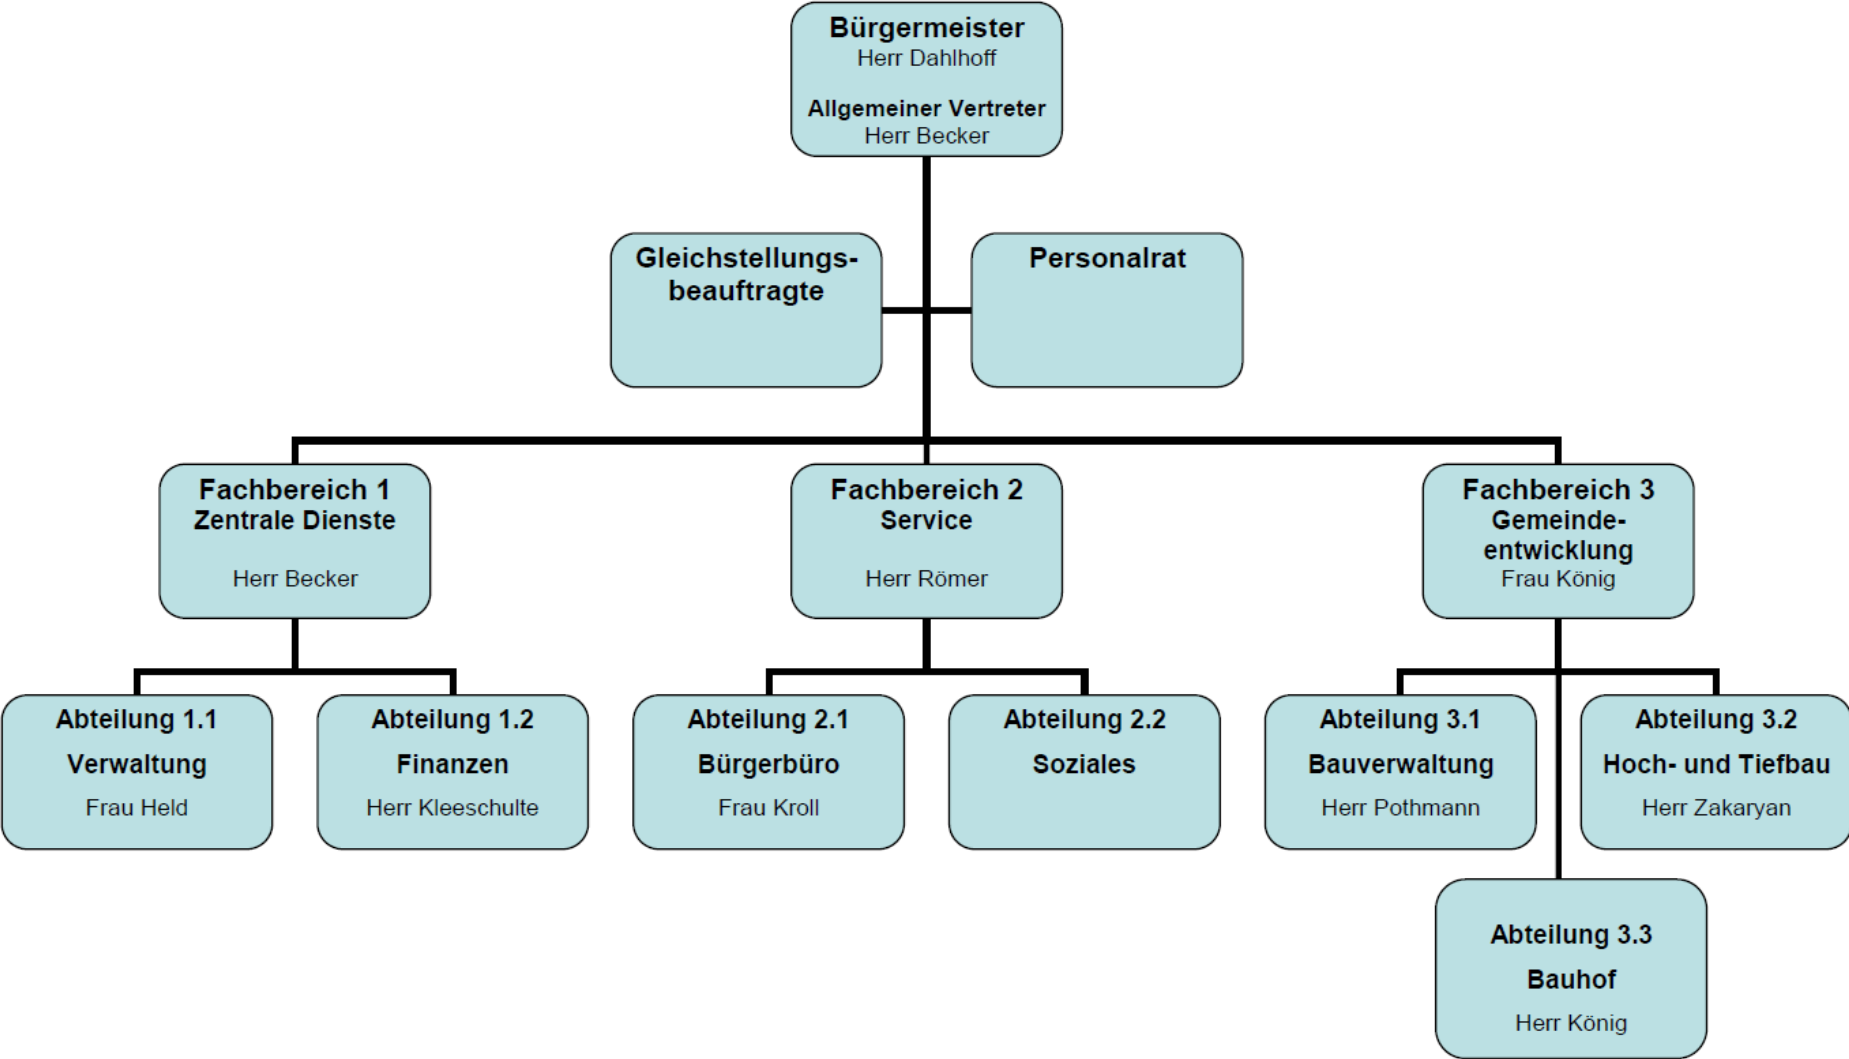 Bürgermeister
Herr Dahlhoff
Allgemeiner Vertreter
Herr Becker
Gleichstellungs-
beauftragte
Personalrat
Fachbereich 1
Zentrale Dienste
Herr Becker
Fachbereich 2
Service
Herr Römer
Fachbereich 3
Gemeinde-
entwicklung
Frau König
Abteilung 1.1
Verwaltung
Frau Held
Abteilung 1.2
Finanzen
Herr Kleeschulte
Abteilung 2.1
Bürgerbüro
Frau Kroll
Abteilung 2.2
Soziales
Abteilung 3.1
Bauverwaltung
Herr Pothmann
Abteilung 3.2
Hoch- und Tiefbau
Herr Zakaryan
Abteilung 3.3
Bauhof
Herr König